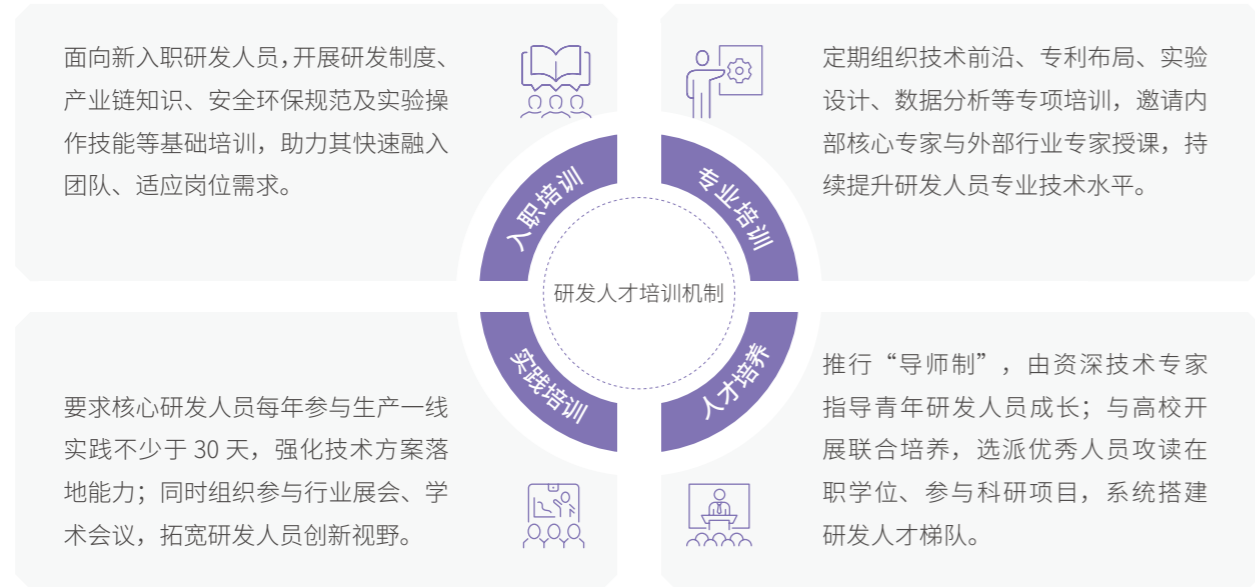 面向新入职研发人员，开展研发制度、
产业链知识、安全环保规范及实验操
作技能等基础培训，助力其快速融入
团队、适应岗位需求。
入职培训
定期组织技术前沿、专利布局、实验
设计、数据分析等专项培训，邀请内
部核心专家与外部行业专家授课，持
续提升研发人员专业技术水平。
专业培训
研发人才培训机制
要求核心研发人员每年参与生产一线
实践不少于 30 天，强化技术方案落
地能力；同时组织参与行业展会、学
术会议，拓宽研发人员创新视野。
实践培训
推行“导师制”，由资深技术专家
指导青年研发人员成长；与高校开
展联合培养，选派优秀人员攻读在
职学位、参与科研项目，系统搭建
研发人才梯队。
人才培养